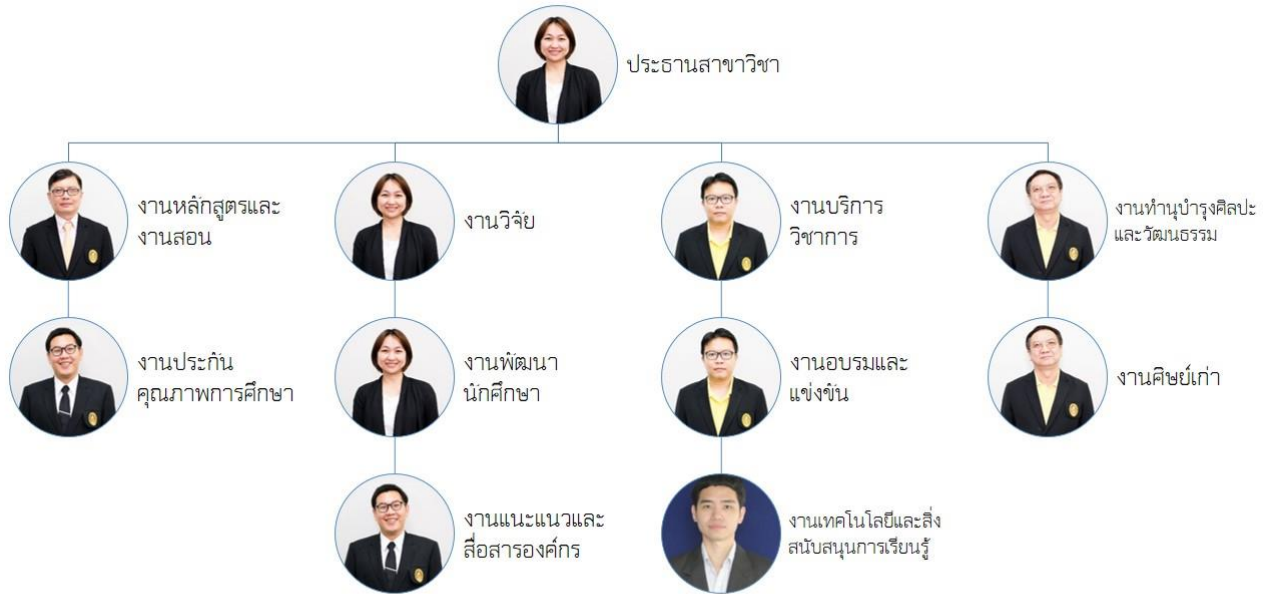 ประธานสาขาวิชา
งานหลักสูตรและ
งานสอน
งานวิจัย
งานบริการ
วิชาการ
งานทำนุบำรุงศิลปะ
และวัฒนธรรม
งานประกัน
คุณภาพการศึกษา
งานพัฒนา
นักศึกษา
งานอบรมและ
แข่งขัน
งานศิษย์เก่า
งานแนะแนวและ
สื่อสารองค์กร
งานเทคโนโลยีและสิ่ง
สนับสนุนการเรียนรู้